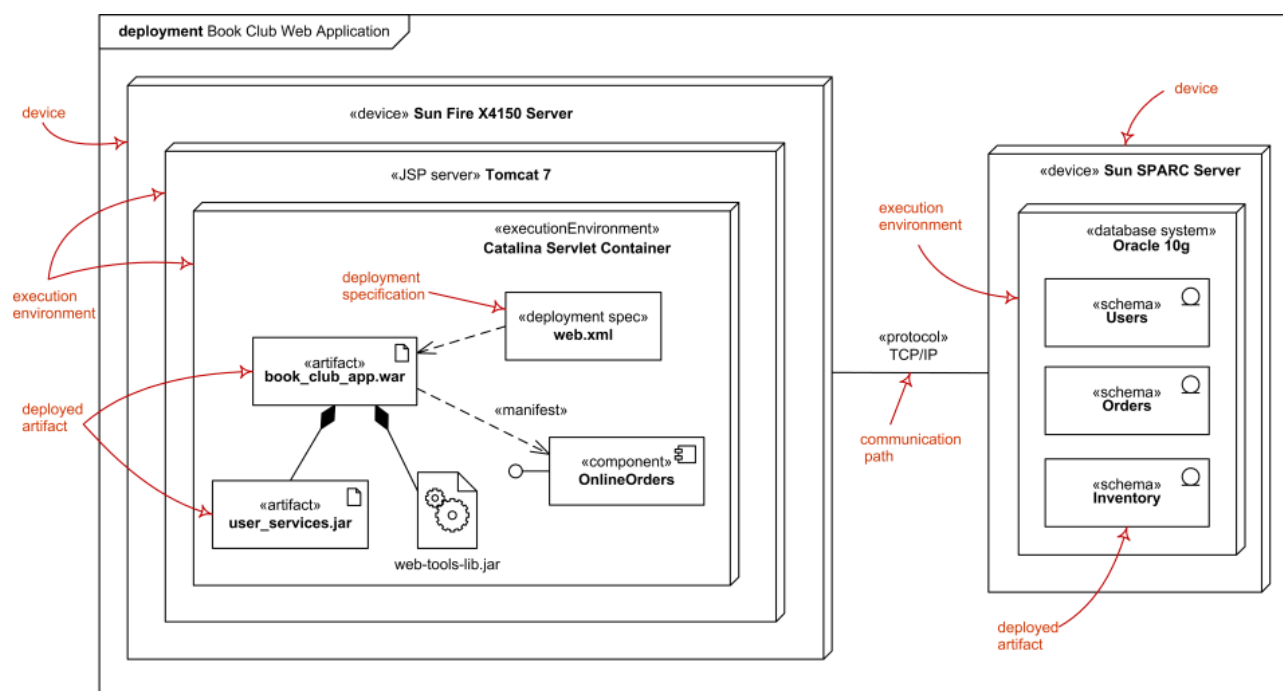 deployment Book Club Web Application
device
«device» Sun Fire X4150 Server
«JSP server» Tomcat 7
«executionEnvironment»
Catalina Servlet Container
execution
environment
deployment
specification
«deployment spec»
web.xml
«artifact»
book_club_app.war
deployed
artifact
«manifest»
«component»
OnlineOrders
«artifact»
user_services.jar
web-tools-lib.jar
«protocol»
TCP/IP
communication
path
device
«device» Sun SPARC Server
execution
environment
«database system»
Oracle 10g
«schema»
Users
«schema»
Orders
«schema»
Inventory
deployed
artifact